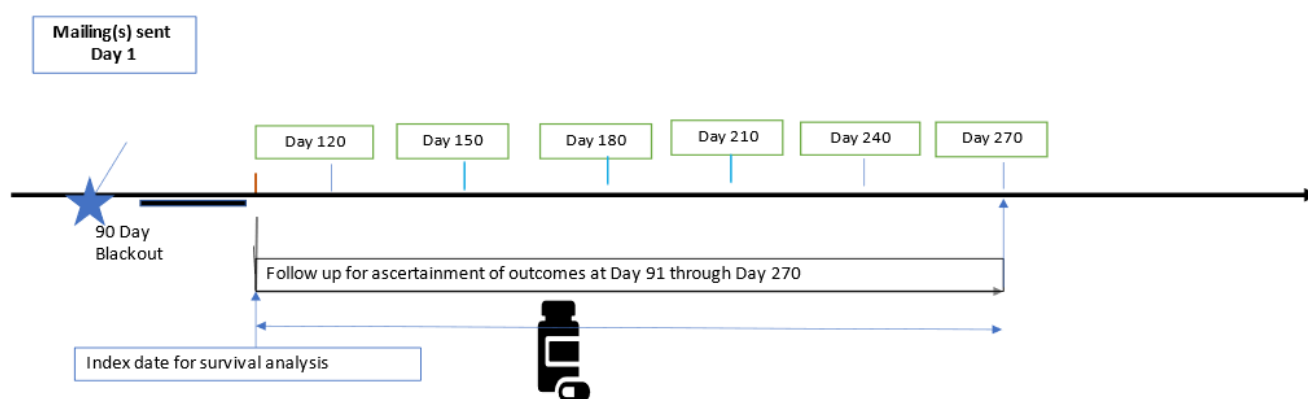 Mailing(s) sent
Day 1
Day 120
Day 150
Day 180
Day 210
Day 240
Day 270
90 Day
Blackout
Follow up for ascertainment of outcomes at Day 91 through Day 270
Index date for survival analysis